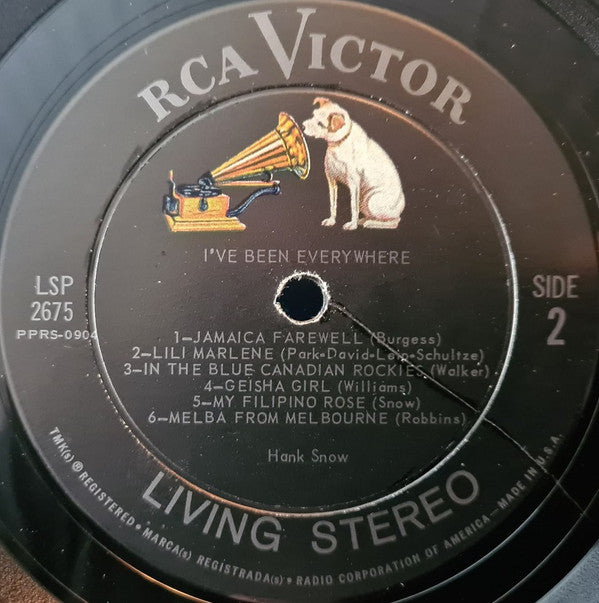 RCA VICTOR
I'VE BEEN EVERYWHERE
LSP
2675
PPRS-0904
SIDE
2
1—JAMAICA FAREWELL (Burgess)
2—LILI MARLENE (Park-David-Leip-Schultze)
3—IN THE BLUE CANADIAN ROCKIES (Walker)
4—GEISHA GIRL (Williams)
5—MY FILIPINO ROSE (Snow)
6—MELBA FROM MELBOURNE (Robbins)
Hank Snow
LIVING STEREO
TMK(s) ® REGISTERED • MARCA(s) REGISTRADA(s) • RADIO CORPORATION OF AMERICA—MADE IN U.S.A.